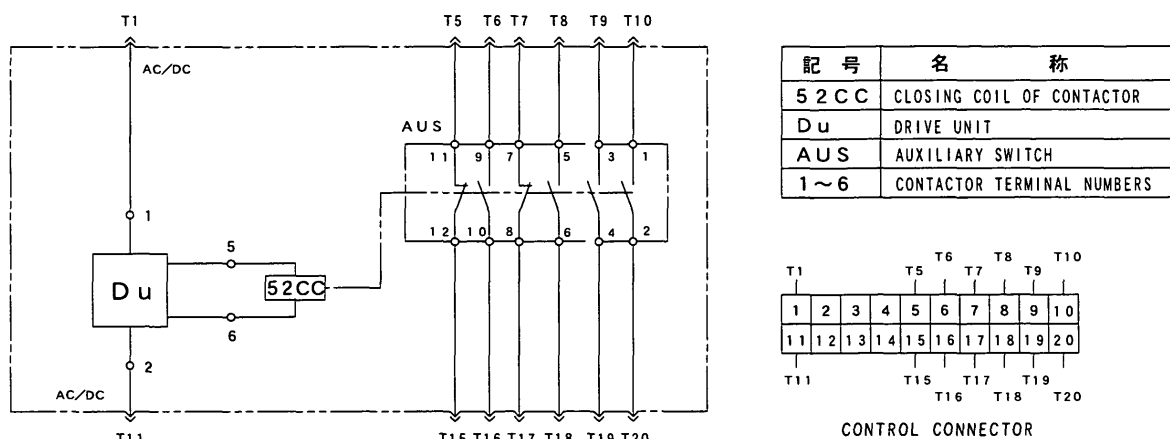 T1
T5 T6 T7 T8 T9 T10
AC/DC
AUS
11 9 7 5 3 1
12 10 8 6 4 2
1
5
Du
52CC
6
2
AC/DC
T11
T15 T16 T17 T18 T19 T20
記号 名称
52CC CLOSING COIL OF CONTACTOR
Du DRIVE UNIT
AUS AUXILIARY SWITCH
1~6 CONTACTOR TERMINAL NUMBERS
T6 T8 T10
T1 T5 T7 T9
1 2 3 4 5 6 7 8 9 10
11 12 13 14 15 16 17 18 19 20
T11 T15 T17 T19
T16 T18 T20
CONTROL CONNECTOR